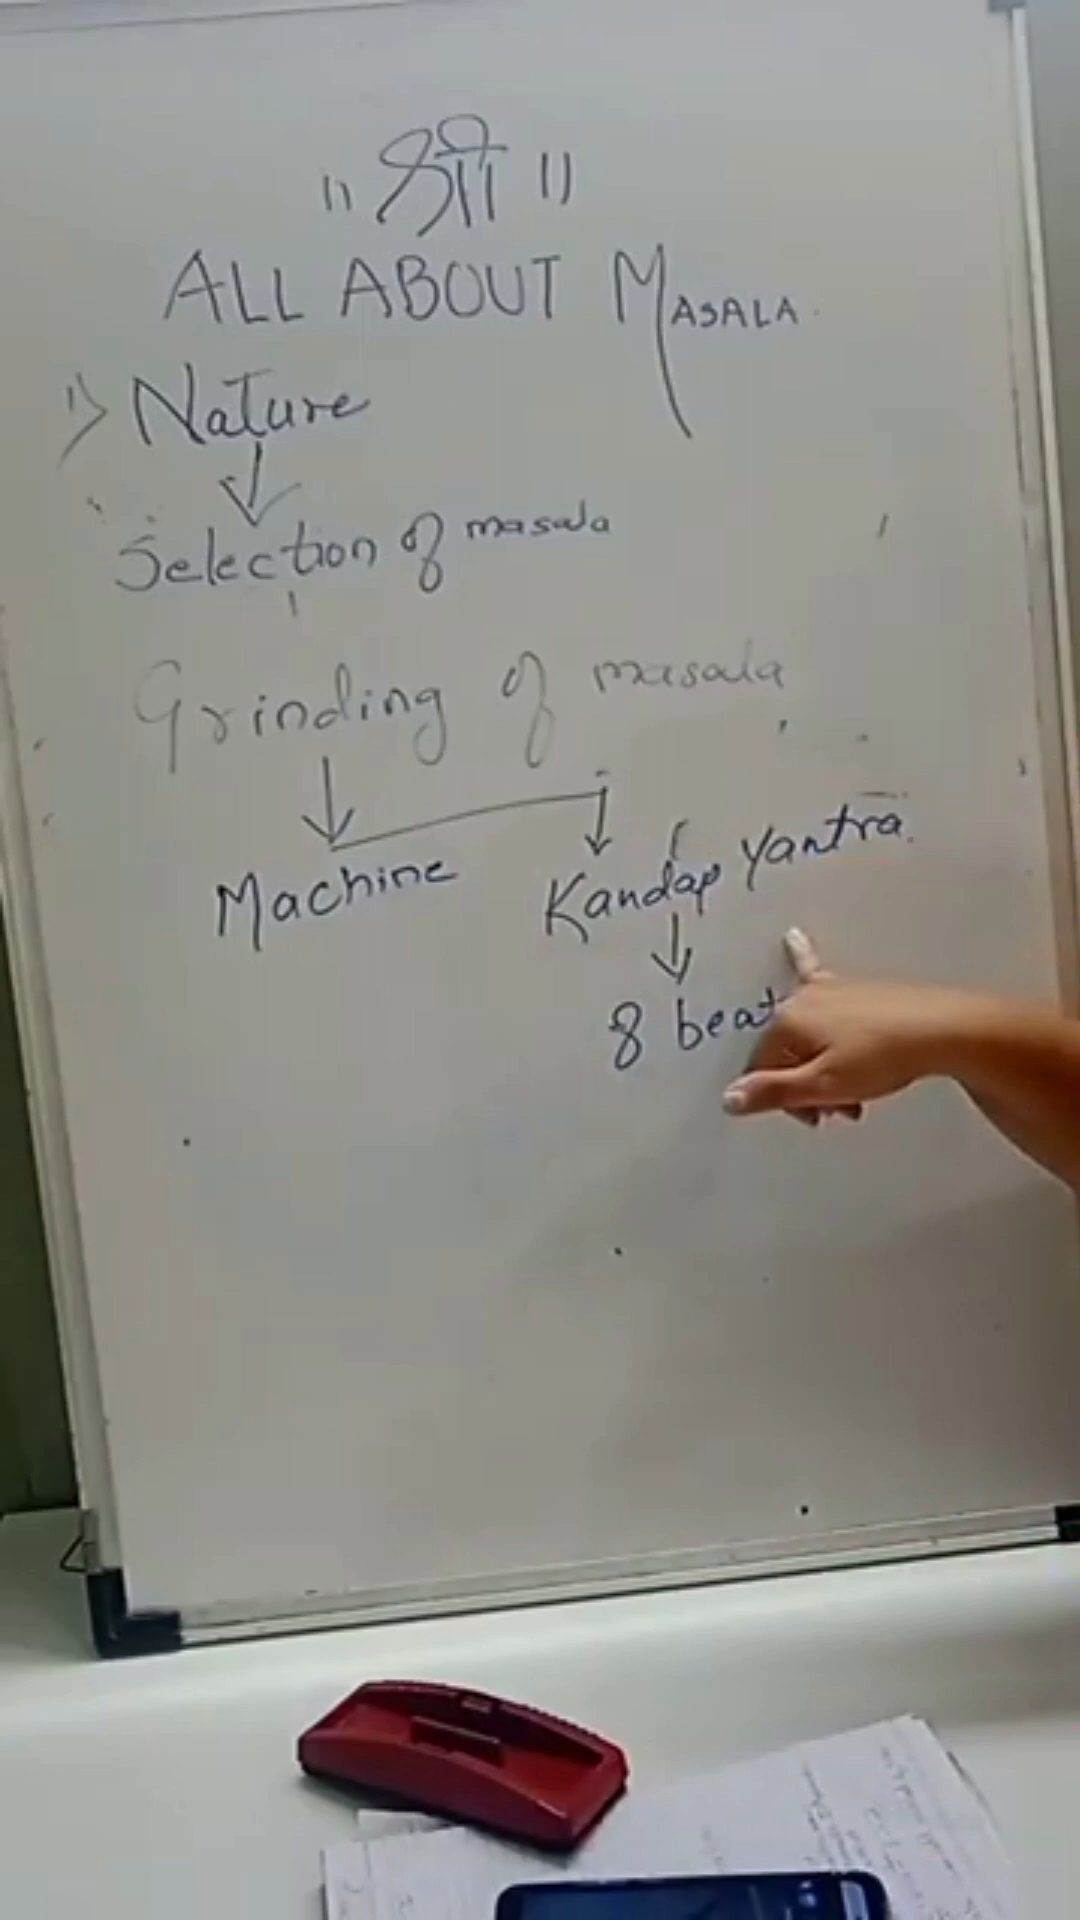 ॥ श्री ॥
ALL ABOUT MASALA.
1) Nature
Selection of masala
Grinding of masala
Machine
Kandap Yantra.
8 beat